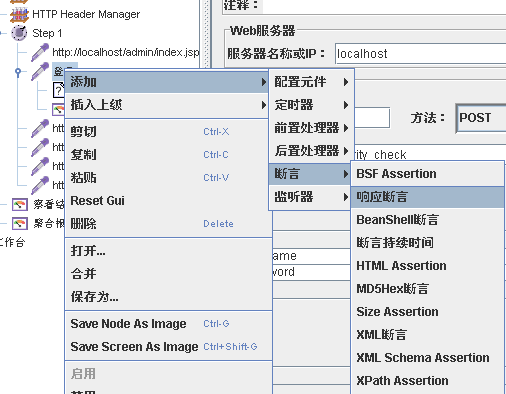 注释：
HTTP Header Manager
Web服务器
Step 1
服务器名称或IP： localhost
http://localhost/admin/index.jsp
添加
插入上级
剪切 Ctrl-X
复制 Ctrl-C
粘贴 Ctrl-V
Reset Gui
删除 Delete
打开...
合并
保存为...
Save Node As Image Ctrl-G
Save Screen As Image Ctrl+Shift-G
启用
配置元件
定时器
前置处理器
后置处理器
断言
监听器
方法： POST
rity_check
BSF Assertion
响应断言
BeanShell断言
断言持续时间
HTML Assertion
MD5Hex断言
Size Assertion
XML断言
XML Schema Assertion
XPath Assertion
ame
word
htt
htt
htt
htt
察看结
聚合报
工作台